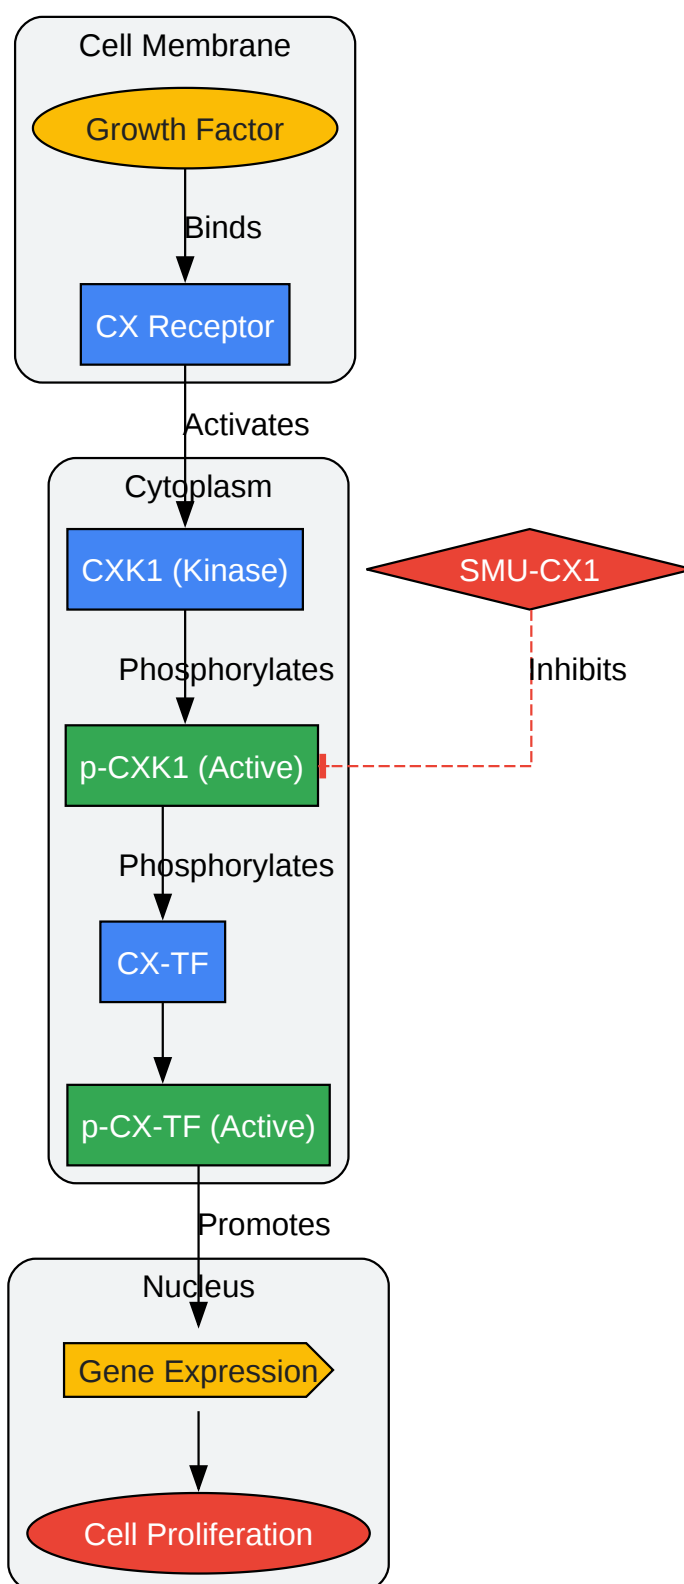 Cell Membrane
Growth Factor
Binds
CX Receptor
Activates
Cytoplasm
CXK1 (Kinase)
SMU-CX1
Phosphorylates
Inhibits
p-CXK1 (Active)
Phosphorylates
CX-TF
p-CX-TF (Active)
Promotes
Nucleus
Gene Expression
Cell Proliferation